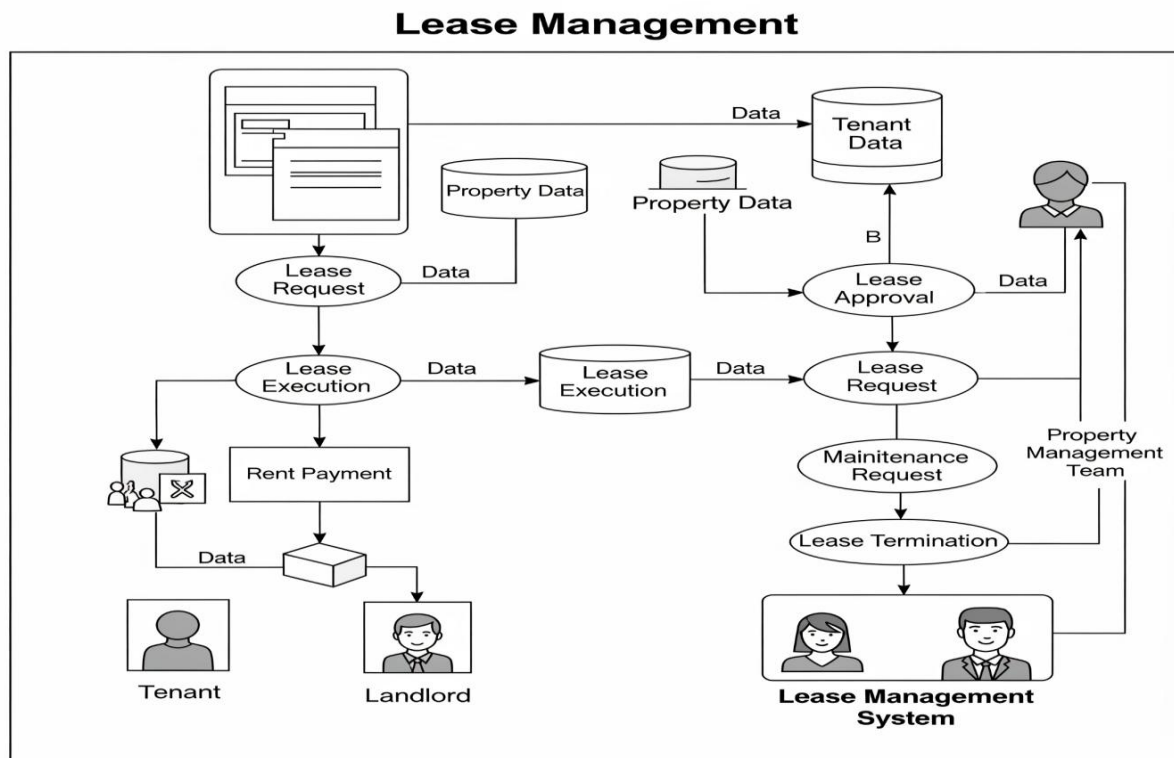 Lease Management
Data
Tenant
Data
Property Data
Property Data
B
Lease
Request
Data
Lease
Approval
Data
Lease
Execution
Data
Lease
Execution
Data
Lease
Request
Property
Management
Team
Rent Payment
Mainitenance
Request
Data
Lease Termination
Tenant
Landlord
Lease Management
System